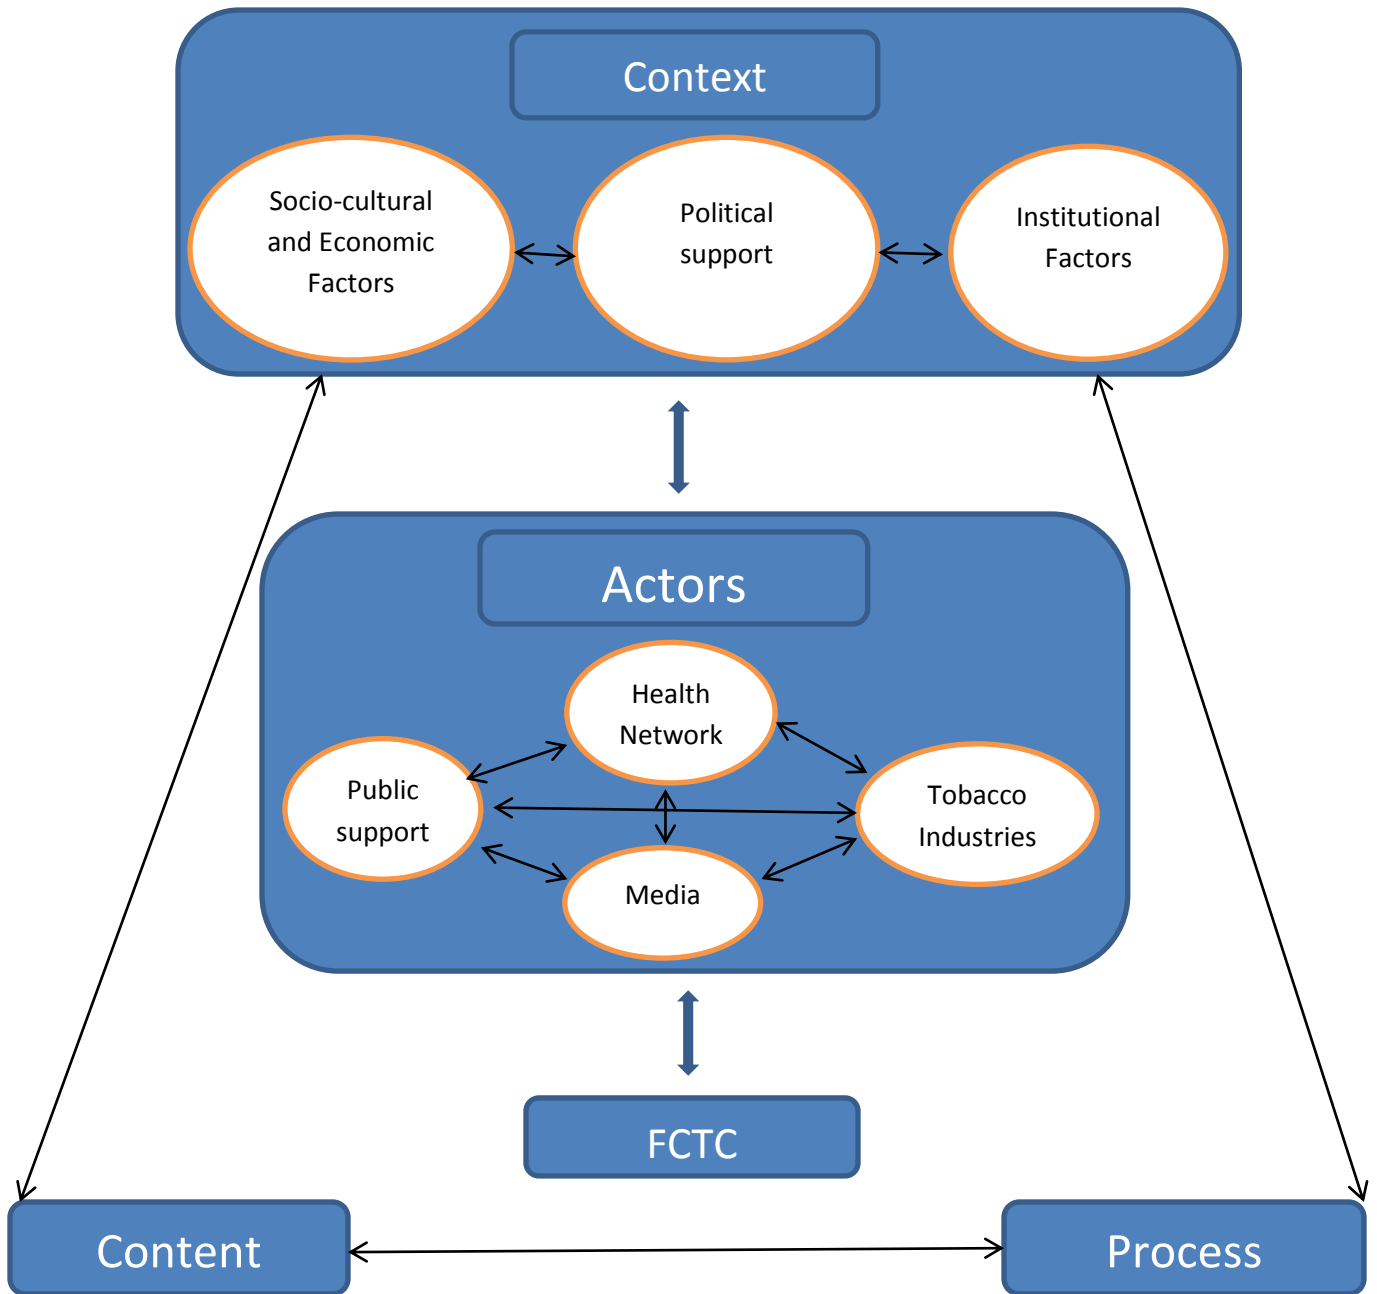 Context
Socio-cultural
and Economic
Factors
Political
support
Institutional
Factors
Actors
Health
Network
Public
support
Tobacco
Industries
Media
FCTC
Content
Process